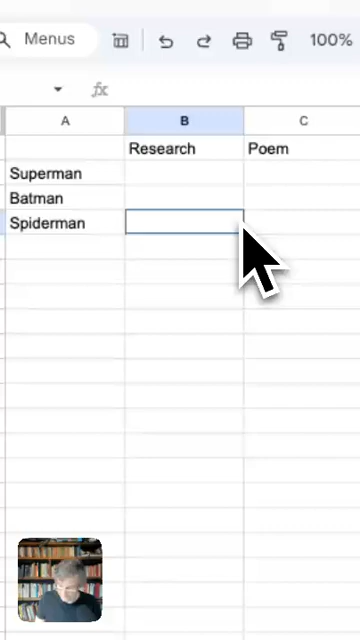 Menus
100%
fx
A B C
Research Poem
Superman
Batman
Spiderman